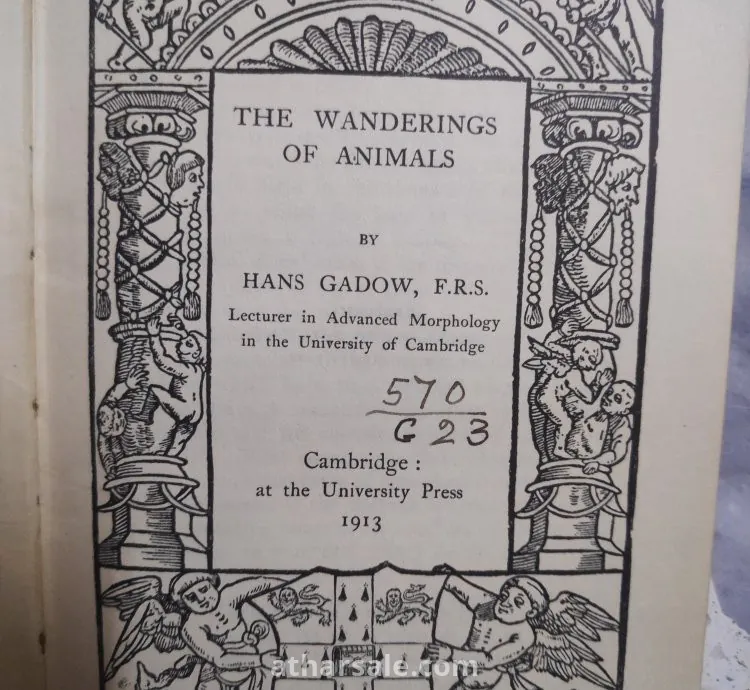 THE WANDERINGS
OF ANIMALS
BY
HANS GADOW, F.R.S.
Lecturer in Advanced Morphology
in the University of Cambridge
570
G 23
Cambridge :
at the University Press
1913
atharsale.com